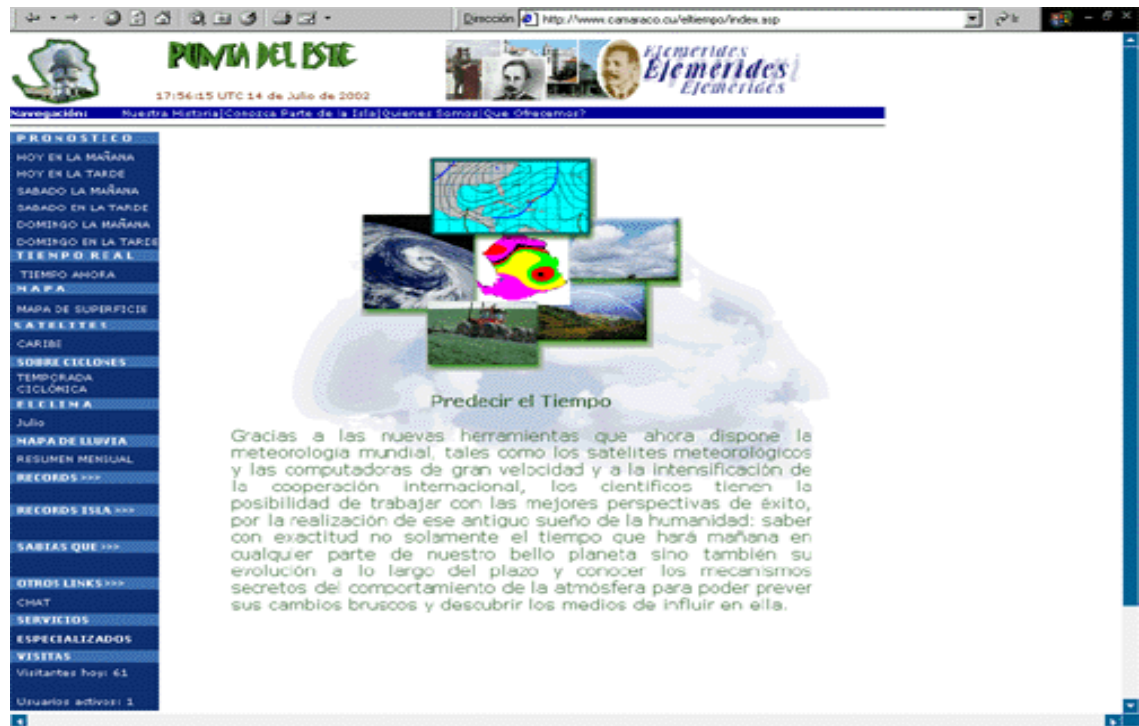 Dirección http://www.camaraco.cu/eltiempo/index.asp
PUNTA DEL ESTE
Efemerides
Efemérides
Efemerides
17:56:15 UTC 14 de Julio de 2002
Navegación: Nuestra Historia|Conozca Parte de la Isla|Quienes Somos|Que Ofrecemos?
PRONOSTICO
HOY EN LA MAÑANA
HOY EN LA TARDE
SABADO LA MAÑANA
SABADO EN LA TARDE
DOMINGO LA MAÑANA
DOMINGO EN LA TARDE
TIEMPO REAL
TIEMPO AHORA
MAPA
MAPA DE SUPERFICIE
SATELITES
CARIBE
SOBRE CICLONES
TEMPORADA
CICLÓNICA
EL CLIMA
Julio
MAPA DE LLUVIA
RESUMEN MENSUAL
RECORDS >>>
RECORDS ISLA >>>
SABIAS QUE >>>
OTROS LINKS >>>
CHAT
SERVICIOS
ESPECIALIZADOS
VISITAS
Visitantes hoy: 61
Usuarios activos: 1
Predecir el Tiempo
Gracias a las nuevas herramientas que ahora dispone la
meteorología mundial, tales como los satélites meteorológicos
y las computadoras de gran velocidad y a la intensificación de
la cooperación internacional, los científicos tienen la
posibilidad de trabajar con las mejores perspectivas de éxito,
por la realización de ese antiguo sueño de la humanidad: saber
con exactitud no solamente el tiempo que hará mañana en
cualquier parte de nuestro bello planeta sino también su
evolución a lo largo del plazo y conocer los mecanismos
secretos del comportamiento de la atmósfera para poder prever
sus cambios bruscos y descubrir los medios de influir en ella.